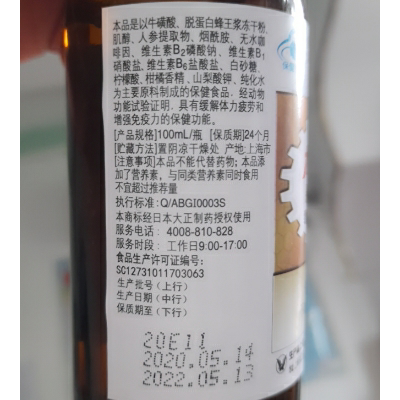 本品是以牛磺酸、脱蛋白蜂王浆冻干粉、
肌醇、人参提取物、烟酰胺、无水咖
啡因、维生素B2磷酸钠、维生素B1
硝酸盐、维生素B6盐酸盐、白砂糖、
柠檬酸、柑橘香精、山梨酸钾、纯化水
为主要原料制成的保健食品，经动物
功能试验证明，具有缓解体力疲劳和
增强免疫力的保健功能。
[产品规格]100mL/瓶 [保质期]24个月
[贮藏方法]置阴凉干燥处 产地:上海市
[注意事项]本品不能代替药物；本品添
加了营养素，与同类营养素同时食用
不宜超过推荐量
执行标准: Q/ABGI0003S
本商标经日本大正制药授权使用
服务电话： 4008-810-828
服务时段： 工作日9:00-17:00
食品生产许可证编号：
SC12731011703063
生产批号（上行）
生产日期（中行）
保质期至（下行）
20E11
2020.05.14
2022.05.13